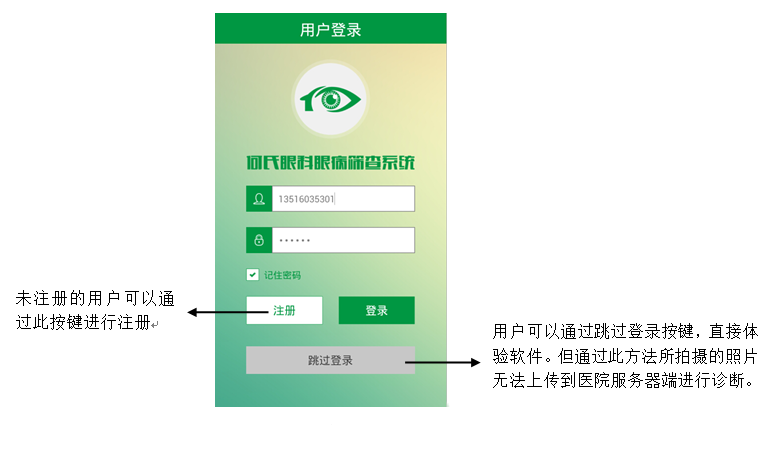 用户登录
何氏眼科眼病筛查系统
13516035301
••••••
记住密码
注册
登录
跳过登录
未注册的用户可以通
过此按键进行注册
用户可以通过跳过登录按键，直接体
验软件。但通过此方法所拍摄的照片
无法上传到医院服务器端进行诊断。